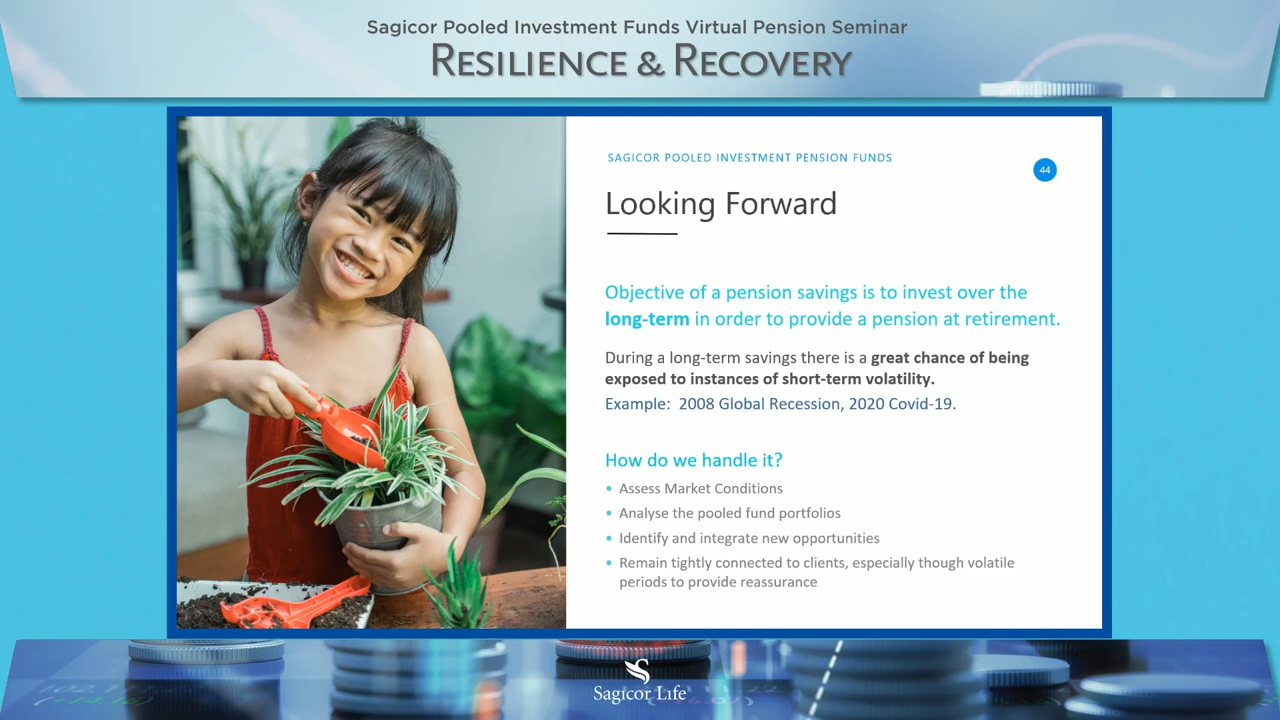 Sagicor Pooled Investment Funds Virtual Pension Seminar
RESILIENCE & RECOVERY
SAGICOR POOLED INVESTMENT PENSION FUNDS
44
Looking Forward
Objective of a pension savings is to invest over the
long-term in order to provide a pension at retirement.
During a long-term savings there is a great chance of being
exposed to instances of short-term volatility.
Example: 2008 Global Recession, 2020 Covid-19.
How do we handle it?
• Assess Market Conditions
• Analyse the pooled fund portfolios
• Identify and integrate new opportunities
• Remain tightly connected to clients, especially though volatile
periods to provide reassurance
Sagicor Life